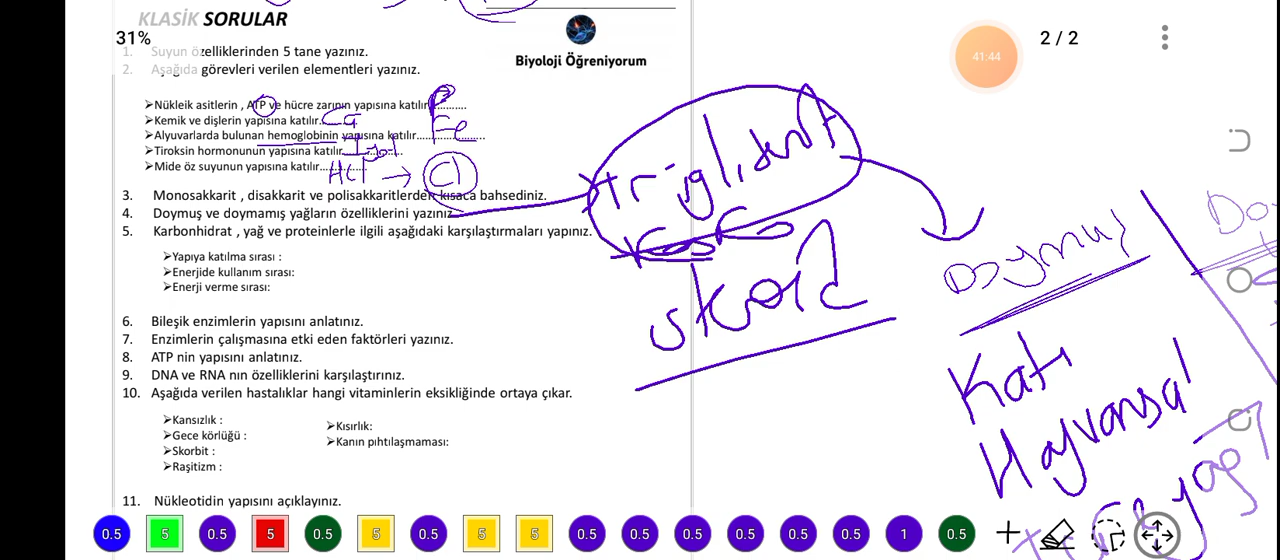 KLASİK SORULAR
31%
2 / 2
41:44
Biyoloji Öğreniyorum
1. Suyun özelliklerinden 5 tane yazınız.
2. Aşağıda görevleri verilen elementleri yazınız.
➢Nükleik asitlerin , ATP ve hücre zarının yapısına katılır............ P
➢Kemik ve dişlerin yapısına katılır. Ca
➢Alyuvarlarda bulunan hemoglobinin yapısına katılır..................... Fe
➢Tiroksin hormonunun yapısına katılır.................. İyot
➢Mide öz suyunun yapısına katılır............. HCl → Cl
3. Monosakkarit , disakkarit ve polisakkaritlerden kısaca bahsediniz.
4. Doymuş ve doymamış yağların özelliklerini yazınız.
5. Karbonhidrat , yağ ve proteinlerle ilgili aşağıdaki karşılaştırmaları yapınız.
➢Yapıya katılma sırası :
➢Enerjide kullanım sırası:
➢Enerji verme sırası:
6. Bileşik enzimlerin yapısını anlatınız.
7. Enzimlerin çalışmasına etki eden faktörleri yazınız.
8. ATP nin yapısını anlatınız.
9. DNA ve RNA nın özelliklerini karşılaştırınız.
10. Aşağıda verilen hastalıklar hangi vitaminlerin eksikliğinde ortaya çıkar.
➢Kansızlık :
➢Gece körlüğü :
➢Skorbit :
➢Raşitizm :
➢Kısırlık:
➢Kanın pıhtılaşmaması:
11. Nükleotidin yapısını açıklayınız.
trigliserit
Doymuş
Katı
Hayvansal
0.5 5 0.5 5 0.5 5 0.5 5 5 0.5 0.5 0.5 0.5 0.5 0.5 1 0.5